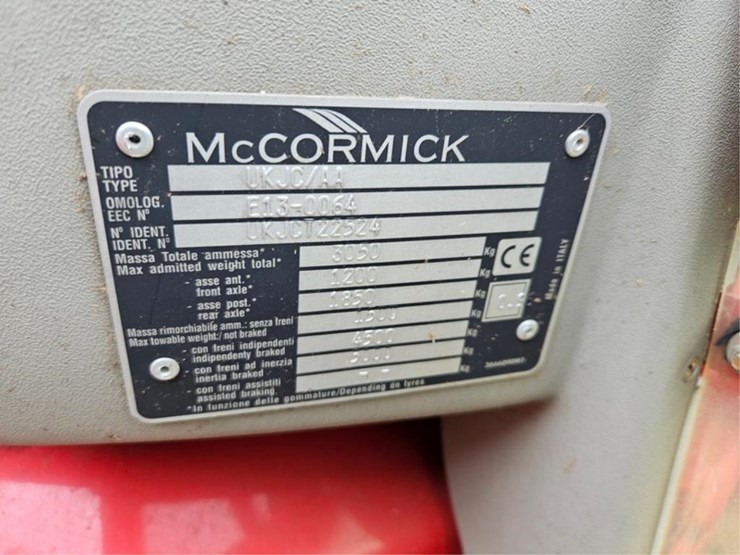 McCORMICK
TIPO
TYPE UKJC/AA
OMOLOG.
EEC N° E13-0064
N° IDENT.
IDENT. N° UKJCT22524
Massa Totale ammessa*
Max admitted weight total* 3050 Kg
- asse ant.*
front axle* 1200 Kg
- asse post.*
rear axle* 1850 Kg
Massa rimorchiabile amm.: senza freni
Max towable weight:/ not braked Kg
- con freni indipendenti
independenty braked 4500 Kg
- con freni ad inerzia
inertia braked Kg
- con freni assistiti
assisted braking
*In funzione delle gommature/Depending on tyres
CE
Made in ITALY